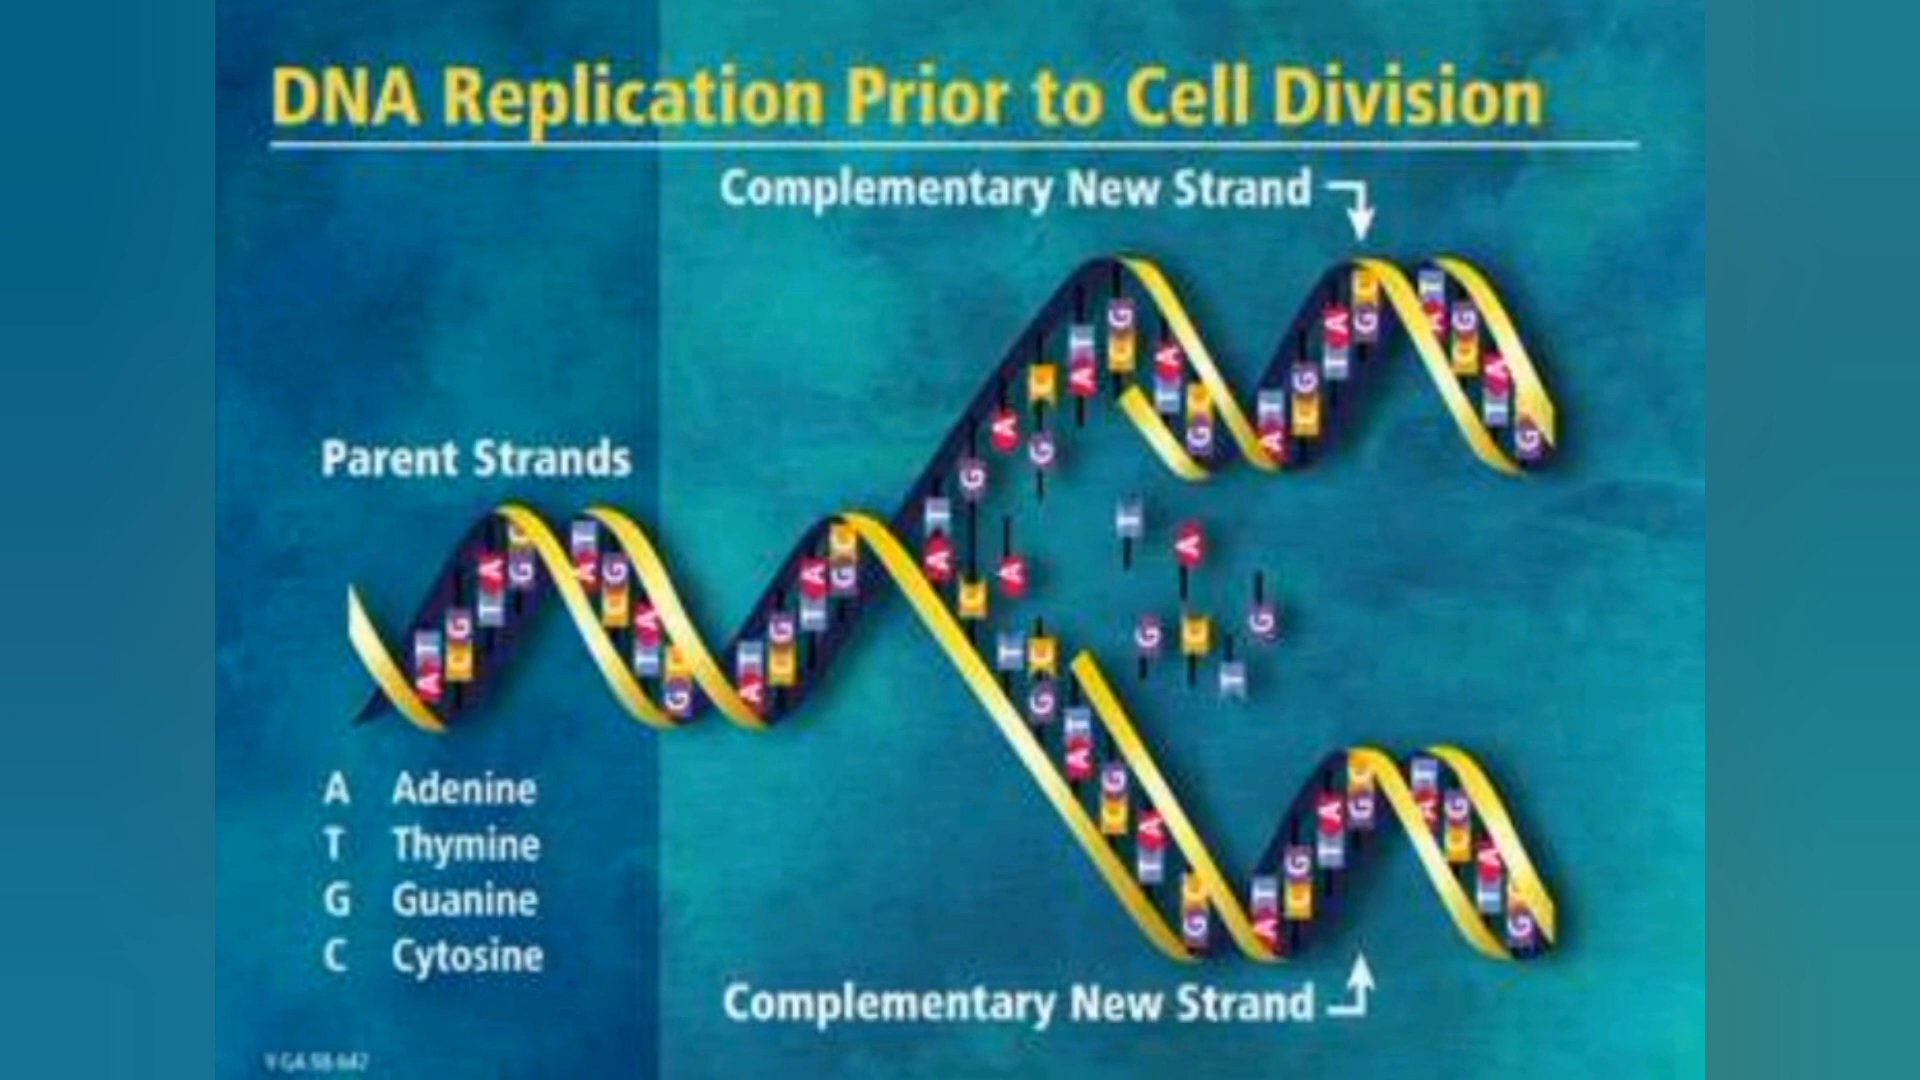 DNA Replication Prior to Cell Division
Complementary New Strand
Parent Strands
A Adenine
T Thymine
G Guanine
C Cytosine
Complementary New Strand